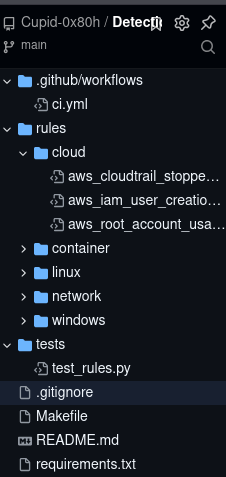 Cupid-0x80h / Detecti
main
.github/workflows
ci.yml
rules
cloud
aws_cloudtrail_stoppe...
aws_iam_user_creatio...
aws_root_account_usa...
container
linux
network
windows
tests
test_rules.py
.gitignore
Makefile
README.md
requirements.txt